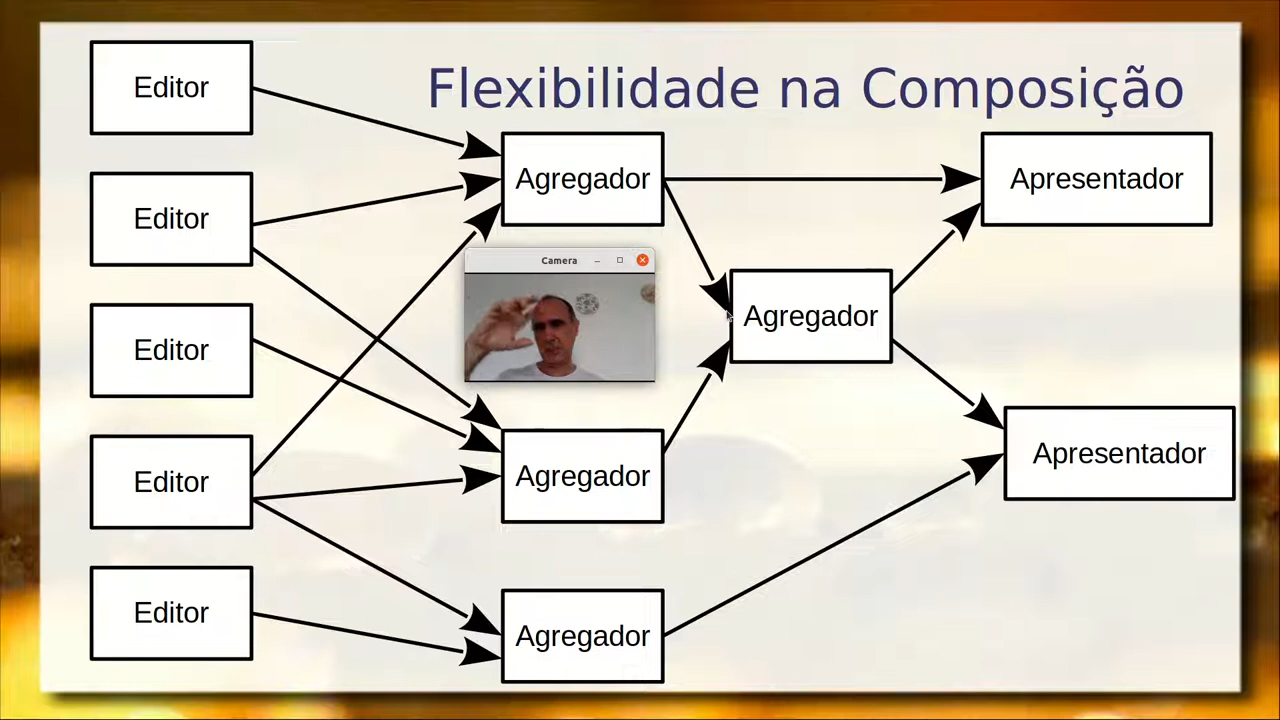 Flexibilidade na Composição
Editor
Editor
Editor
Editor
Editor
Agregador
Camera
Agregador
Agregador
Agregador
Apresentador
Apresentador